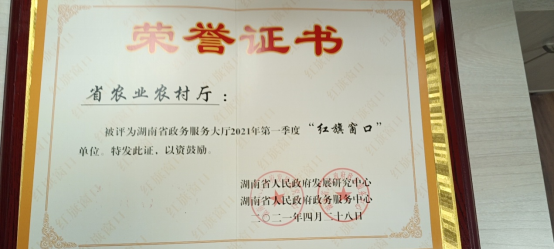 荣誉证书
省农业农村厅：
被评为湖南省政务服务大厅2021年第一季度“红旗窗口”
单位。特发此证，以资鼓励。
湖南省人民政府发展研究中心
湖南省人民政府政务服务中心
二〇二一年四月二十八日